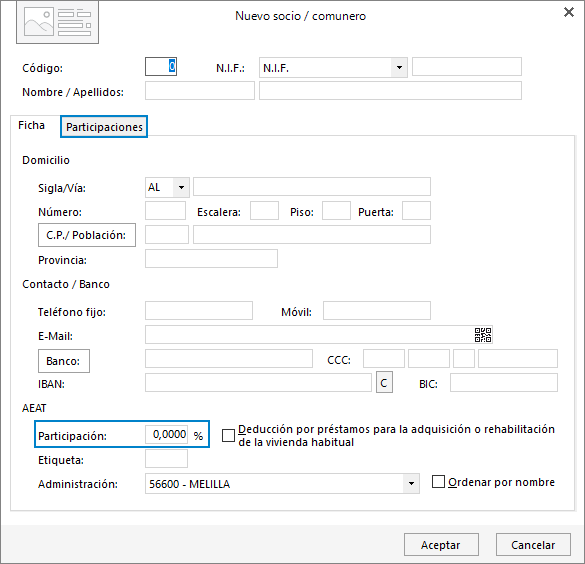 Nuevo socio / comunero
Código: 0 N.I.F.: N.I.F.
Nombre / Apellidos:
Ficha Participaciones
Domicilio
Sigla/Vía: AL
Número: Escalera: Piso: Puerta:
C.P./ Población:
Provincia:
Contacto / Banco
Teléfono fijo: Móvil:
E-Mail:
Banco: CCC:
IBAN: C BIC:
AEAT
Participación: 0,0000 % Deducción por préstamos para la adquisición o rehabilitación
de la vivienda habitual
Etiqueta:
Administración: 56600 - MELILLA Ordenar por nombre
Aceptar Cancelar